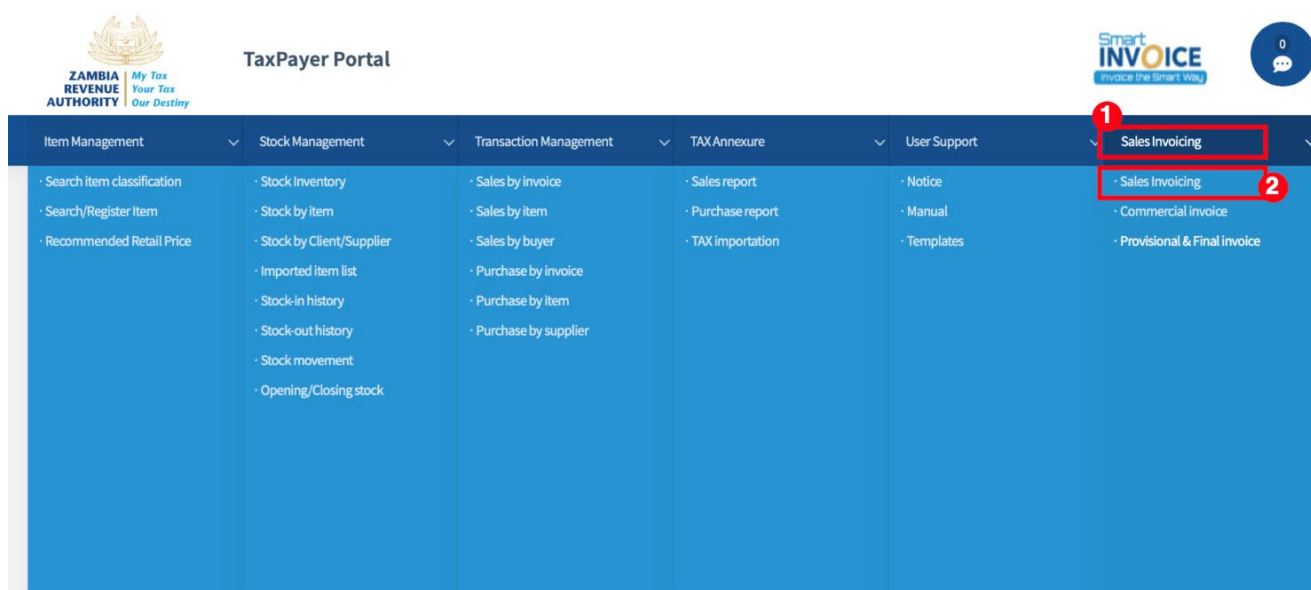 ZAMBIA
REVENUE
AUTHORITY
My Tax
Your Tax
Our Destiny
TaxPayer Portal
Smart
INVOICE
Invoice the Smart Way
0
1
Item Management
Stock Management
Transaction Management
TAX Annexure
User Support
Sales Invoicing
· Search item classification
· Search/Register Item
· Recommended Retail Price
· Stock Inventory
· Stock by item
· Stock by Client/Supplier
· Imported item list
· Stock-in history
· Stock-out history
· Stock movement
· Opening/Closing stock
· Sales by invoice
· Sales by item
· Sales by buyer
· Purchase by invoice
· Purchase by item
· Purchase by supplier
· Sales report
· Purchase report
· TAX importation
· Notice
· Manual
· Templates
· Sales Invoicing
2
· Commercial invoice
· Provisional & Final invoice